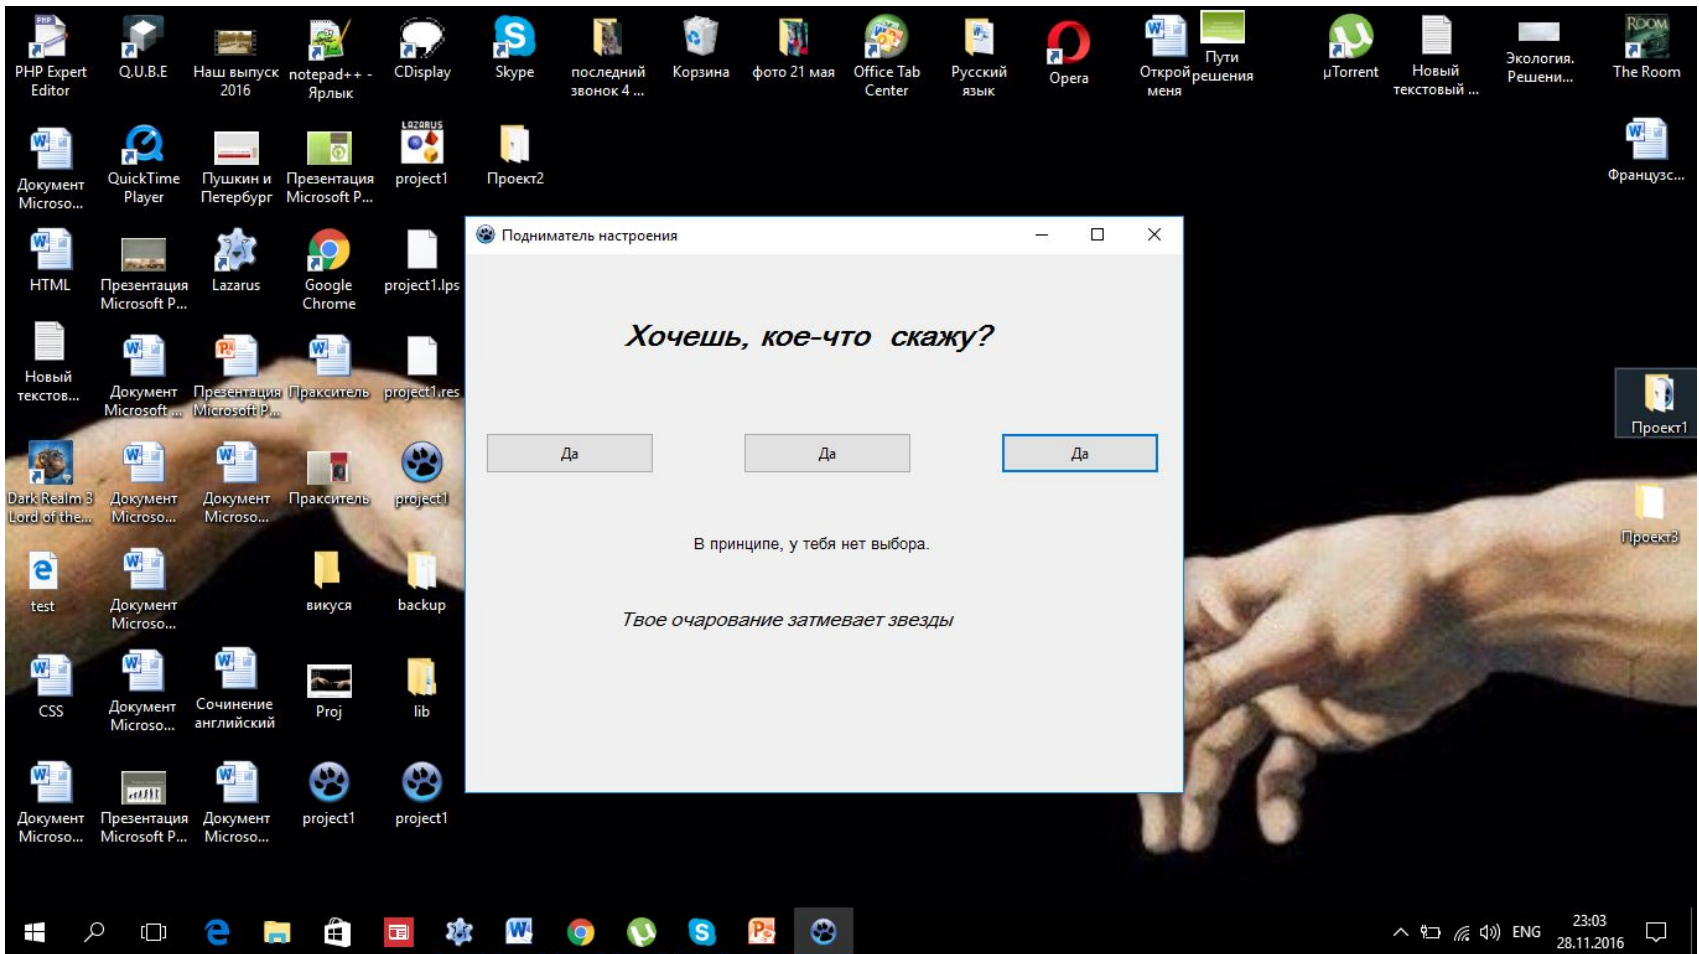 PHP Expert
Editor
Q.U.B.E
Наш выпуск
2016
notepad++ -
Ярлык
CDisplay
Skype
последний
звонок 4 ...
Корзина
фото 21 мая
Office Tab
Center
Русский
язык
Opera
Открой
меня
Пути
решения
µTorrent
Новый
текстовый ...
Экология.
Решени...
ROOM
The Room
Документ
Microso...
QuickTime
Player
Пушкин и
Петербург
Презентация
Microsoft P...
LAZARUS
project1
Проект2
Французс...
HTML
Презентация
Microsoft P...
Lazarus
Google
Chrome
project1.lps
Подниматель настроения
Хочешь, кое-что скажу?
Да
Да
Да
В принципе, у тебя нет выбора.
Твое очарование затмевает звезды
Новый
текстов...
Документ
Microsoft ...
Презентация
Microsoft P...
Пракситель
project1.res
Проект1
Dark Realm 3
Lord of the...
Документ
Microso...
Документ
Microso...
Пракситель
project1
Проект3
test
Документ
Microso...
викуся
backup
CSS
Документ
Microso...
Сочинение
английский
Proj
lib
Документ
Microso...
Презентация
Microsoft P...
Документ
Microso...
project1
project1
ENG
23:03
28.11.2016